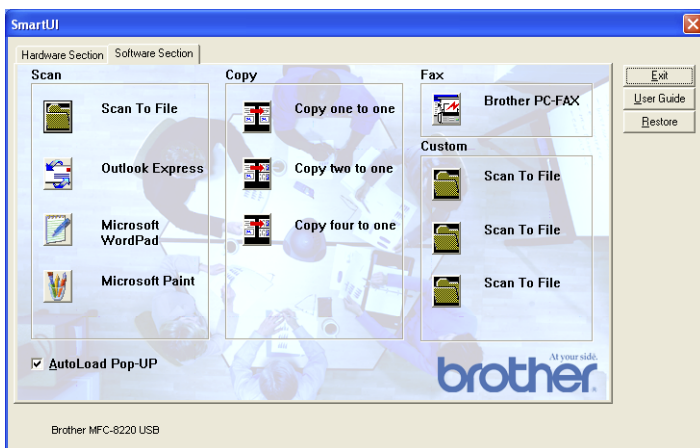 SmartUI
Hardware Section
Software Section
Scan
Scan To File
Outlook Express
Microsoft
WordPad
Microsoft Paint
Copy
Copy one to one
Copy two to one
Copy four to one
Fax
Brother PC-FAX
Custom
Scan To File
Scan To File
Scan To File
Exit
User Guide
Restore
AutoLoad Pop-UP
At your side.
brother
Brother MFC-8220 USB